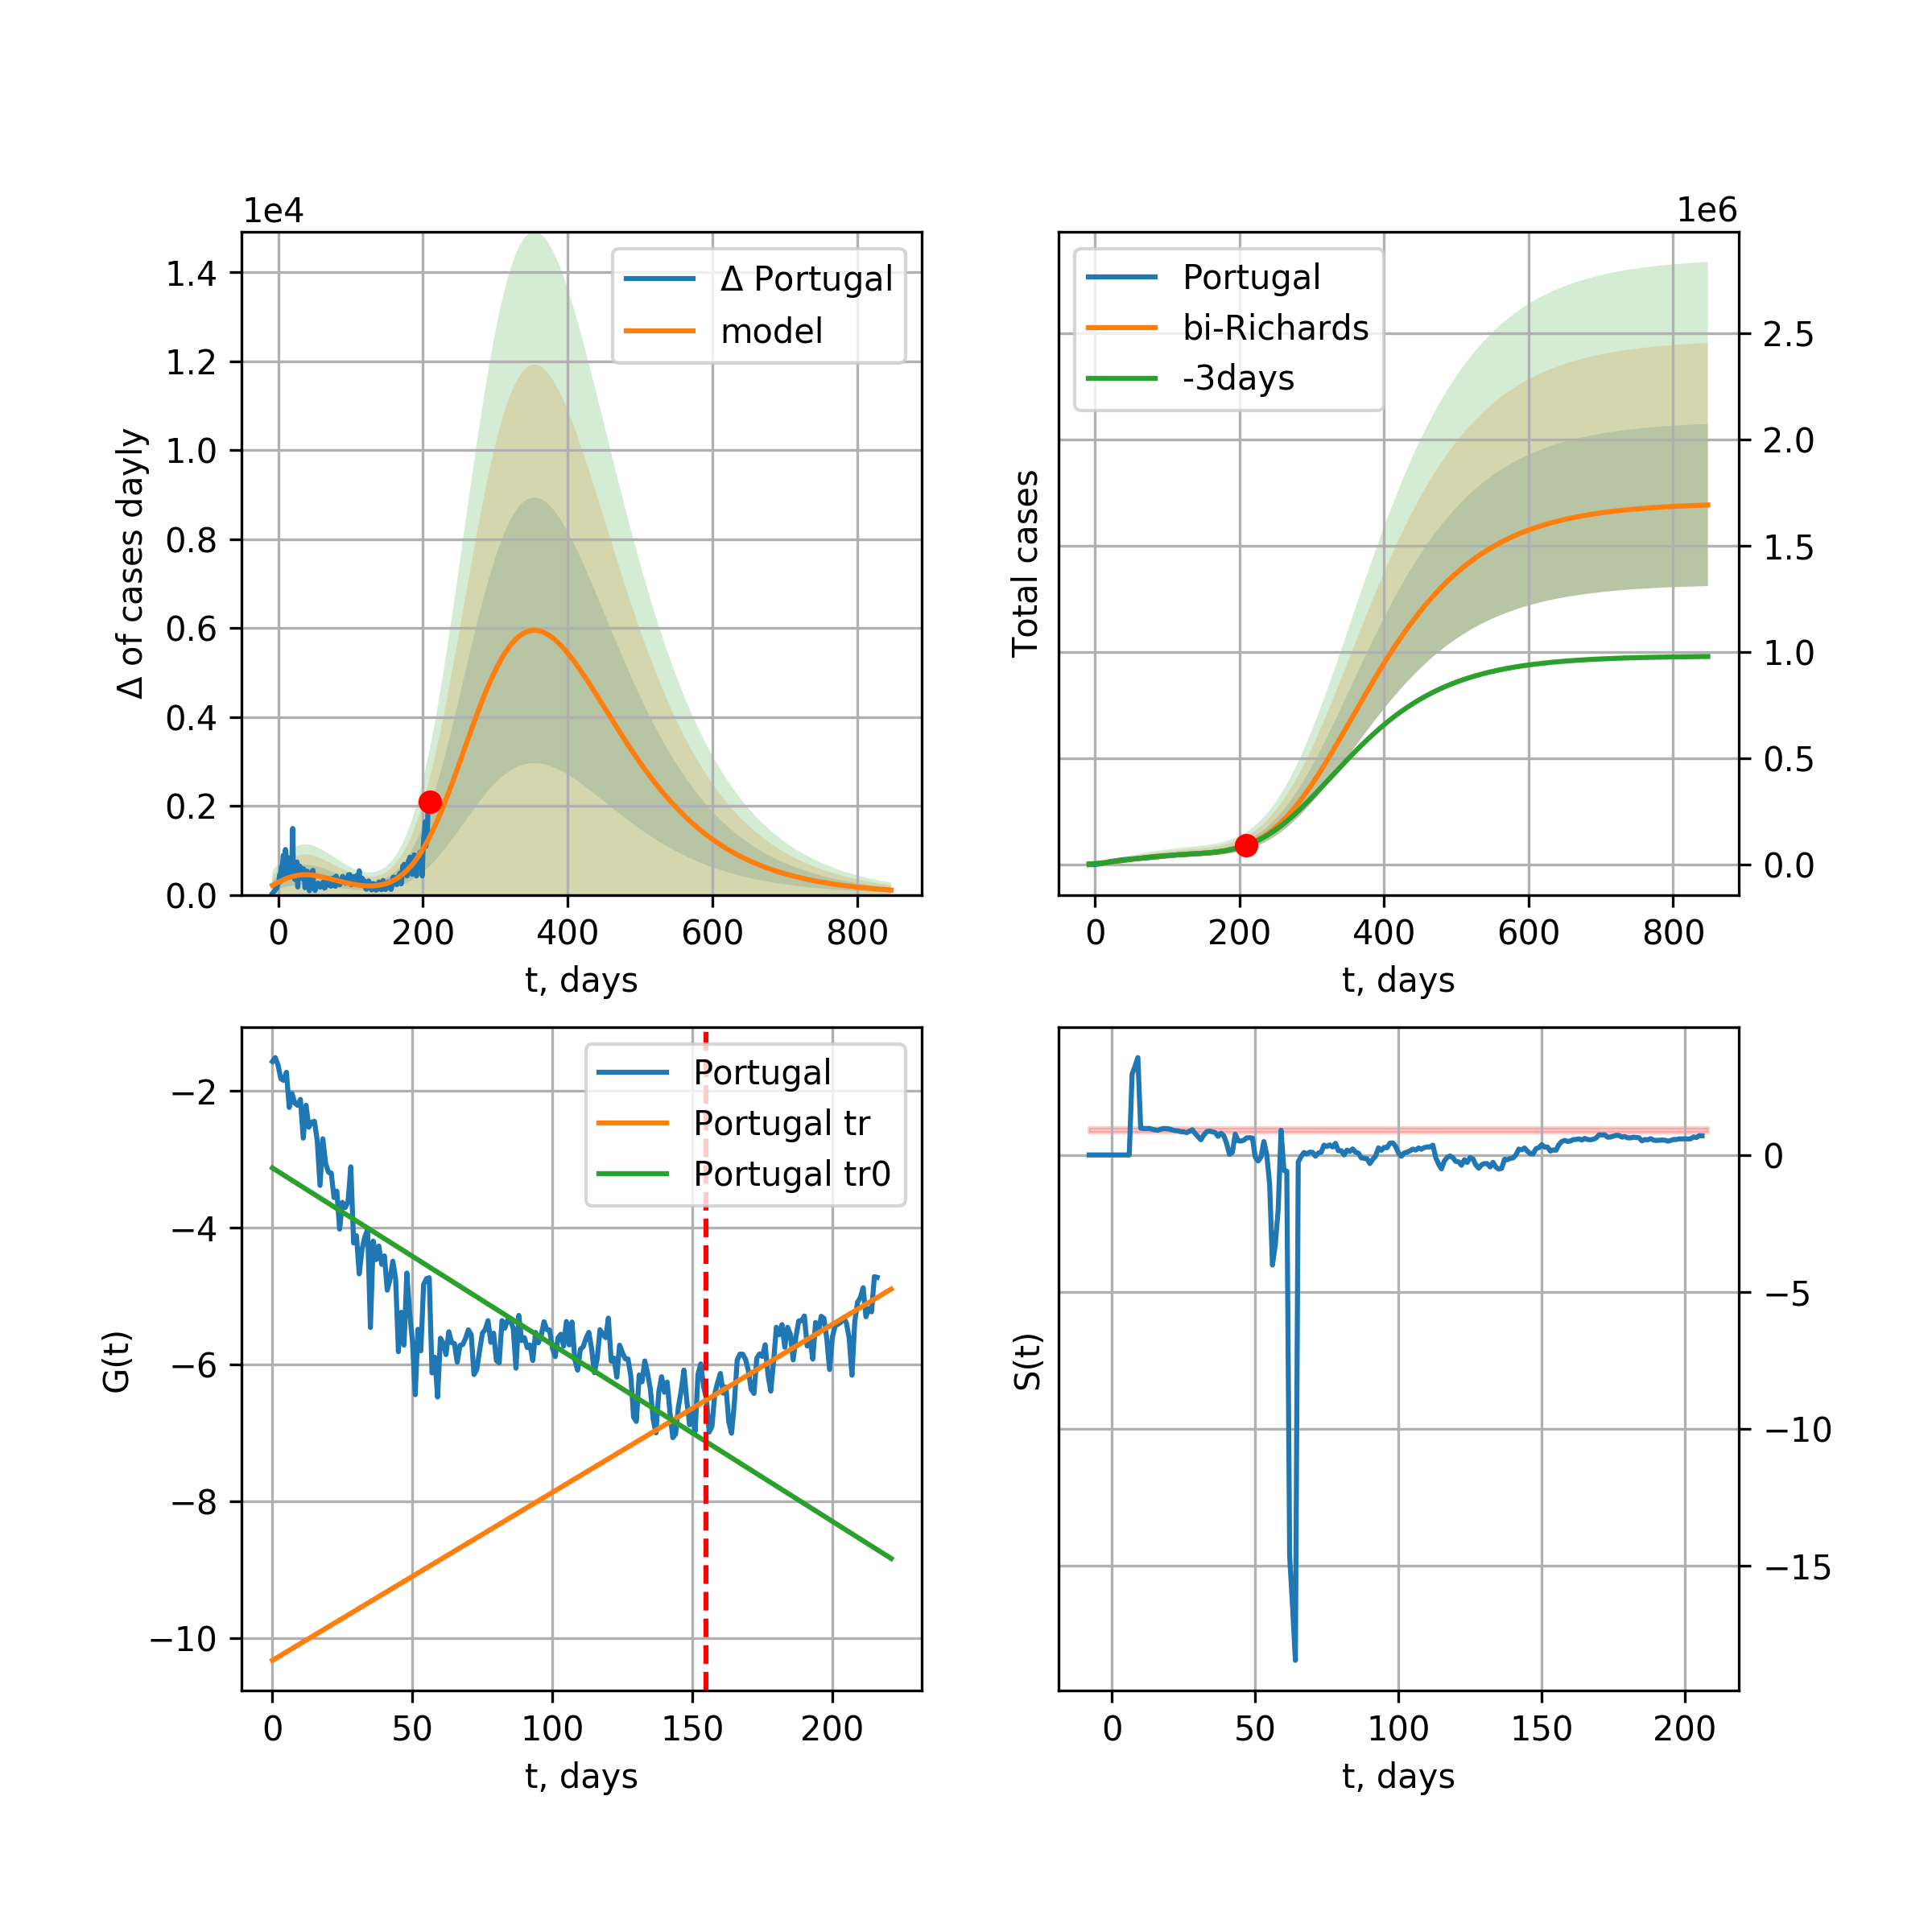 1e4
1.4
1.2
1.0
0.8
0.6
0.4
0.2
0.0
Δ of cases dayly
Δ Portugal
model
0
200
400
600
800
t, days
1e6
Total cases
Portugal
bi-Richards
-3days
2.5
2.0
1.5
1.0
0.5
0.0
0
200
400
600
800
t, days
−2
−4
−6
−8
−10
G(t)
Portugal
Portugal tr
Portugal tr0
0
50
100
150
200
t, days
S(t)
0
−5
−10
−15
0
50
100
150
200
t, days